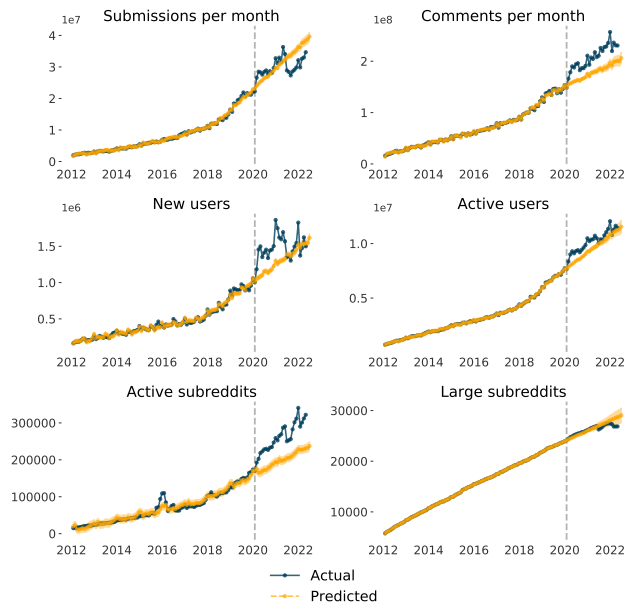 Submissions per month
1e7
4
3
2
1
0
2012 2014 2016 2018 2020 2022
Comments per month
1e8
2
1
0
2012 2014 2016 2018 2020 2022
New users
1e6
1.5
1.0
0.5
2012 2014 2016 2018 2020 2022
Active users
1e7
1.0
0.5
2012 2014 2016 2018 2020 2022
Active subreddits
300000
200000
100000
0
2012 2014 2016 2018 2020 2022
Large subreddits
30000
20000
10000
2012 2014 2016 2018 2020 2022
Actual
Predicted